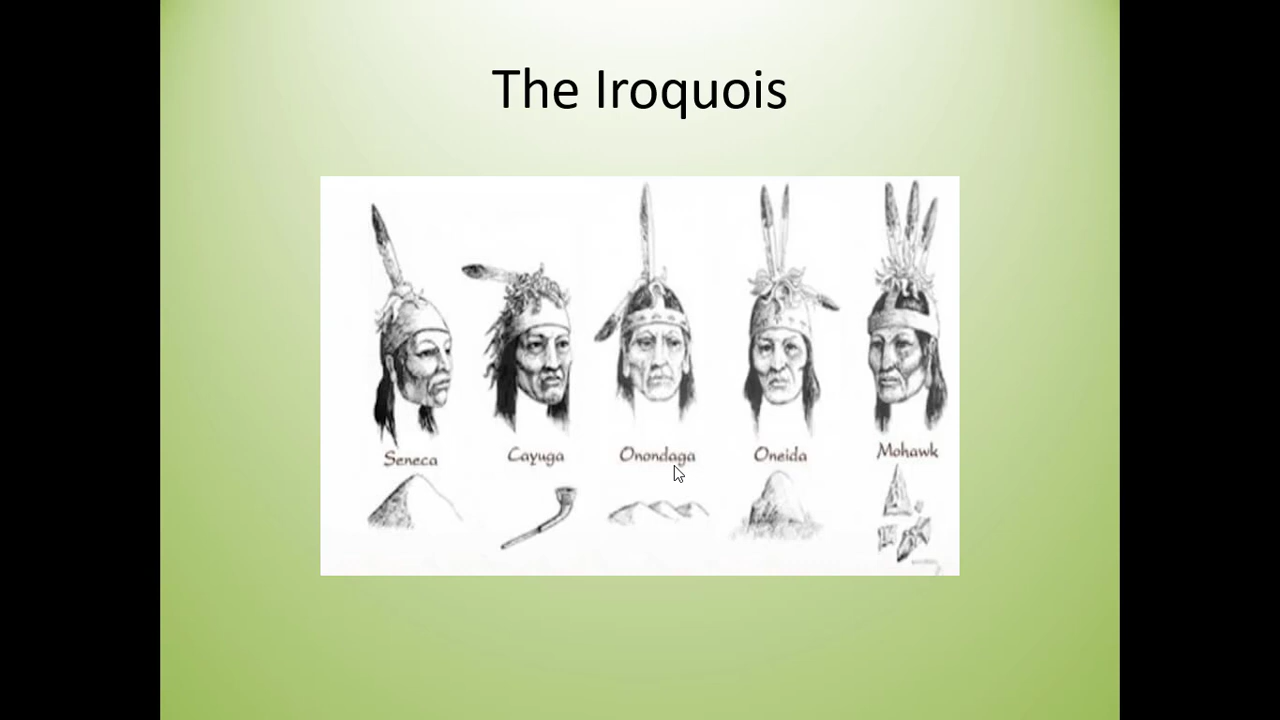 The Iroquois
Seneca
Cayuga
Onondaga
Oneida
Mohawk